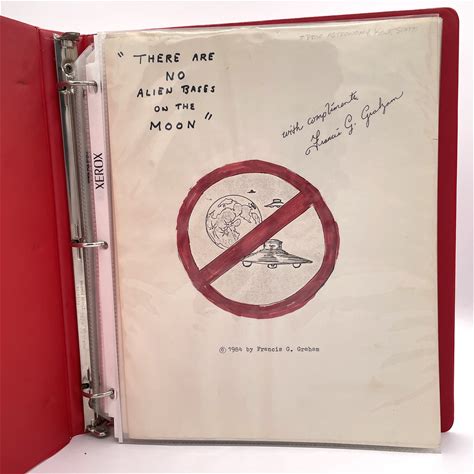 "THERE ARE
NO
ALIEN BASES
ON THE
MOON"
with compliments
Francis G. Graham
XEROX
© 1984 by Francis G. Graham